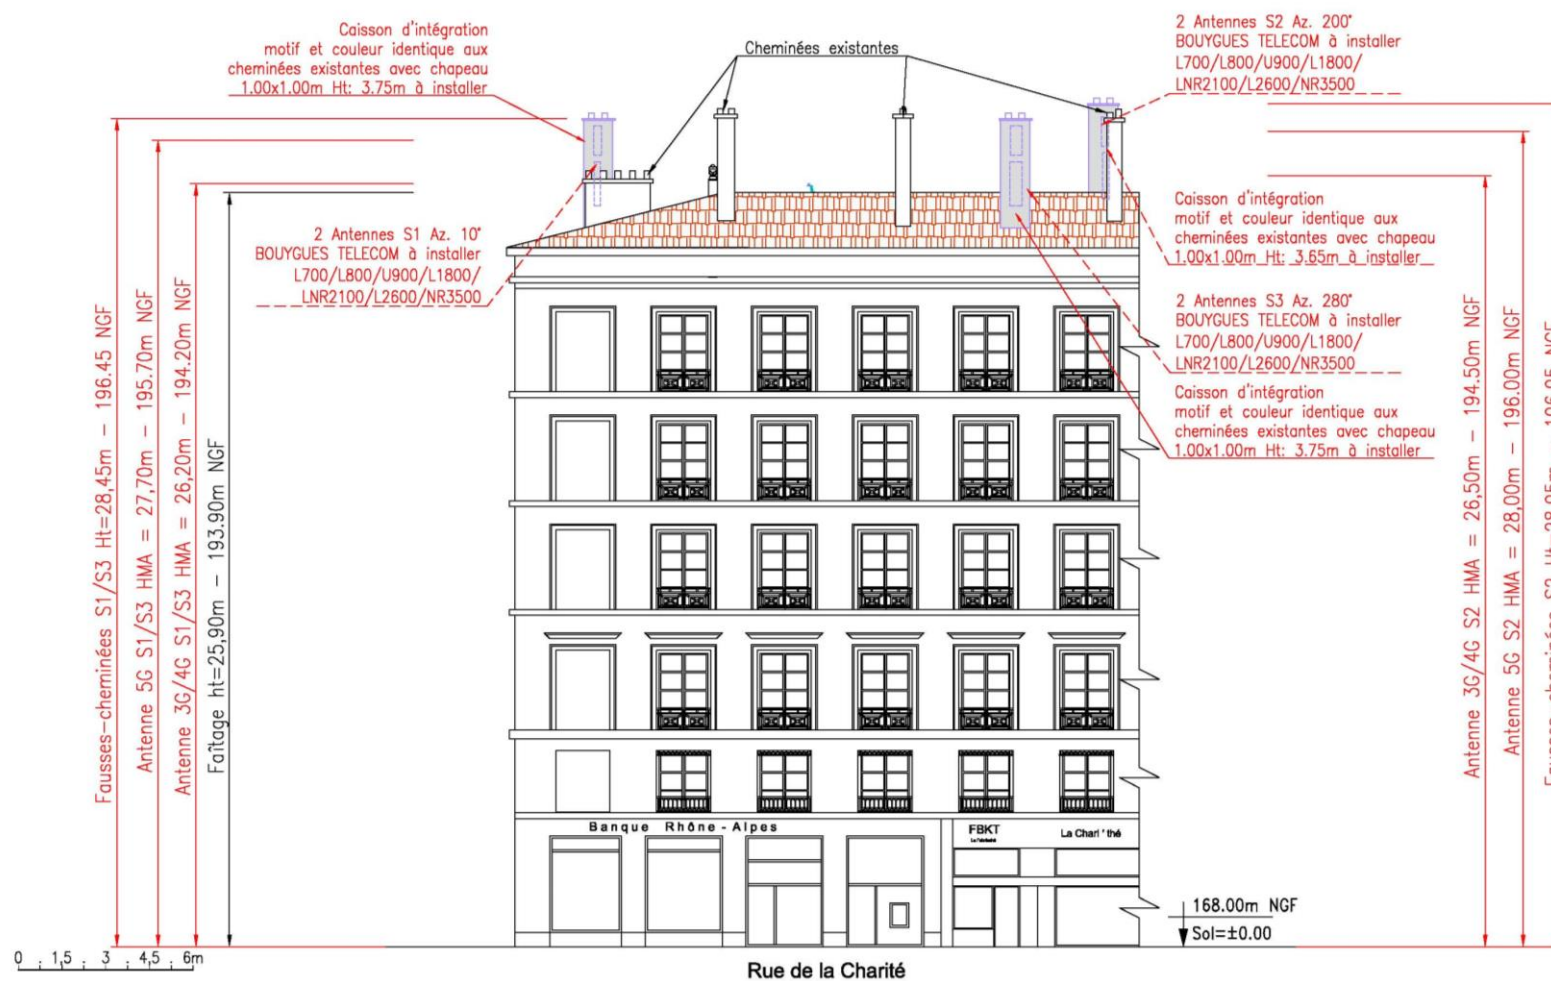 Caisson d'intégration
motif et couleur identique aux
cheminées existantes avec chapeau
1.00x1.00m Ht: 3.75m à installer
Cheminées existantes
2 Antennes S2 Az. 200°
BOUYGUES TELECOM à installer
L700/L800/U900/L1800/
LNR2100/L2600/NR3500
2 Antennes S1 Az. 10°
BOUYGUES TELECOM à installer
L700/L800/U900/L1800/
LNR2100/L2600/NR3500
Caisson d'intégration
motif et couleur identique aux
cheminées existantes avec chapeau
1.00x1.00m Ht: 3.65m à installer
2 Antennes S3 Az. 280°
BOUYGUES TELECOM à installer
L700/L800/U900/L1800/
LNR2100/L2600/NR3500
Caisson d'intégration
motif et couleur identique aux
cheminées existantes avec chapeau
1.00x1.00m Ht: 3.75m à installer
Fausses-cheminées S1/S3 Ht=28,45m – 196.45 NGF
Antenne 5G S1/S3 HMA = 27,70m – 195.70m NGF
Antenne 3G/4G S1/S3 HMA = 26,20m – 194.20m NGF
Faîtage ht=25,90m – 193.90m NGF
Antenne 3G/4G S2 HMA = 26,50m – 194.50m NGF
Antenne 5G S2 HMA = 28,00m – 196.00m NGF
Banque Rhône-Alpes
FBKT
La Chari'thé
168.00m NGF
Sol=±0.00
0 1,5 3 4,5 6m
Rue de la Charité